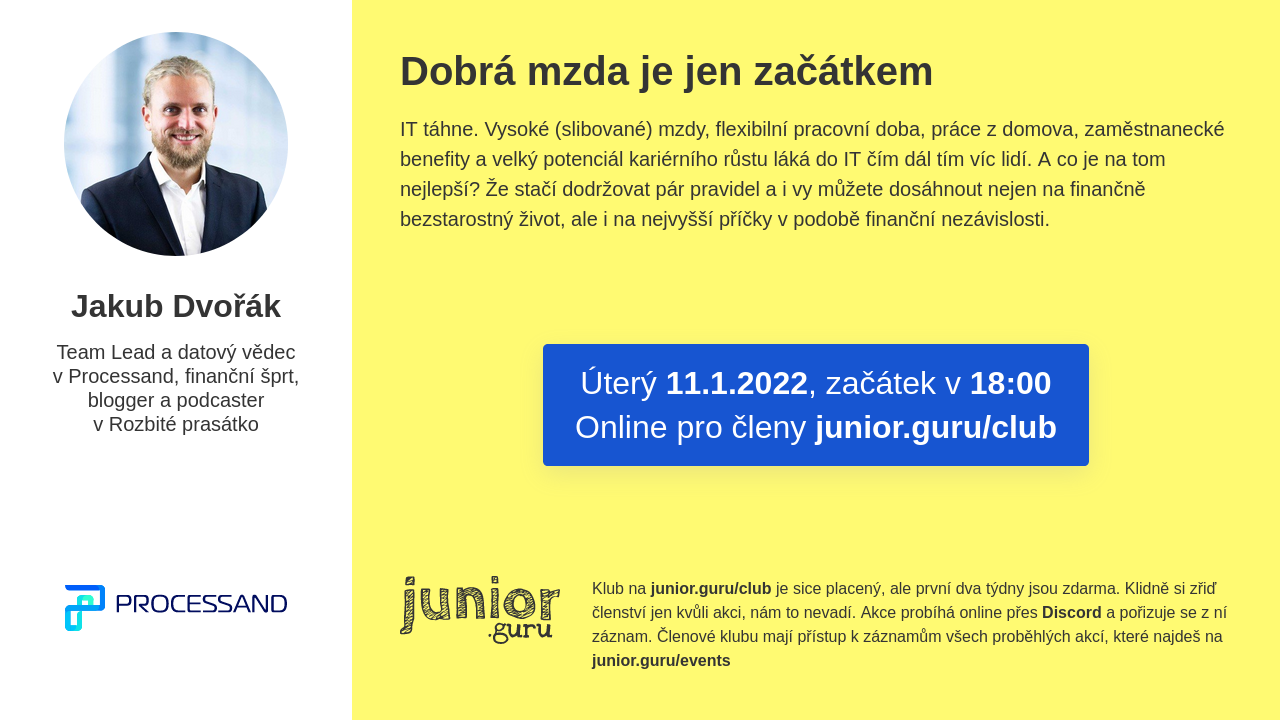 Jakub Dvořák
Team Lead a datový vědec
v Processand, finanční šprt,
blogger a podcaster
v Rozbité prasátko
PROCESSAND
Dobrá mzda je jen začátkem
IT táhne. Vysoké (slibované) mzdy, flexibilní pracovní doba, práce z domova, zaměstnanecké
benefity a velký potenciál kariérního růstu láká do IT čím dál tím víc lidí. A co je na tom
nejlepší? Že stačí dodržovat pár pravidel a i vy můžete dosáhnout nejen na finančně
bezstarostný život, ale i na nejvyšší příčky v podobě finanční nezávislosti.
Úterý 11.1.2022, začátek v 18:00
Online pro členy junior.guru/club
junior
.guru
Klub na junior.guru/club je sice placený, ale první dva týdny jsou zdarma. Klidně si zřiď
členství jen kvůli akci, nám to nevadí. Akce probíhá online přes Discord a pořizuje se z ní
záznam. Členové klubu mají přístup k záznamům všech proběhlých akcí, které najdeš na
junior.guru/events